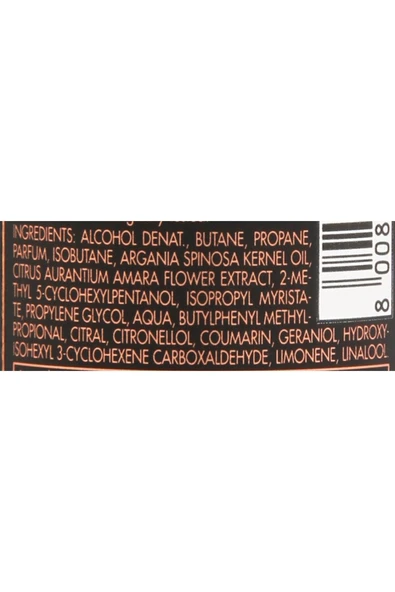 INGREDIENTS: ALCOHOL DENAT., BUTANE, PROPANE,
PARFUM, ISOBUTANE, ARGANIA SPINOSA KERNEL OIL,
CITRUS AURANTIUM AMARA FLOWER EXTRACT, 2-ME-
THYL 5-CYCLOHEXYLPENTANOL, ISOPROPYL MYRISTA-
TE, PROPYLENE GLYCOL, AQUA, BUTYLPHENYL METHYL-
PROPIONAL, CITRAL, CITRONELLOL, COUMARIN, GERANIOL, HYDROXY-
ISOHEXYL 3-CYCLOHEXENE CARBOXALDEHYDE, LIMONENE, LINALOOL
8 008